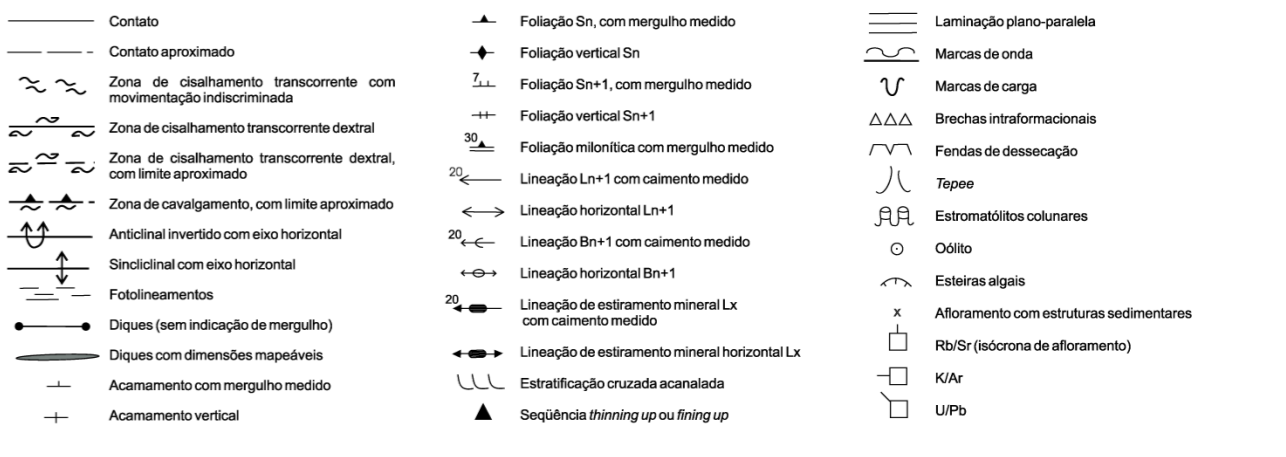 Contato
Contato aproximado
Zona de cisalhamento transcorrente com
movimentação indiscriminada
Zona de cisalhamento transcorrente dextral
Zona de cisalhamento transcorrente dextral,
com limite aproximado
Zona de cavalgamento, com limite aproximado
Anticlinal invertido com eixo horizontal
Sincliclinal com eixo horizontal
Fotolineamentos
Diques (sem indicação de mergulho)
Diques com dimensões mapeáveis
Acamamento com mergulho medido
Acamamento vertical
Foliação Sn, com mergulho medido
Foliação vertical Sn
7 Foliação Sn+1, com mergulho medido
Foliação vertical Sn+1
30 Foliação milonítica com mergulho medido
20 Lineação Ln+1 com caimento medido
Lineação horizontal Ln+1
20 Lineação Bn+1 com caimento medido
Lineação horizontal Bn+1
20 Lineação de estiramento mineral Lx
com caimento medido
Lineação de estiramento mineral horizontal Lx
Estratificação cruzada acanalada
Seqüência thinning up ou fining up
Laminação plano-paralela
Marcas de onda
Marcas de carga
Brechas intraformacionais
Fendas de dessecação
Tepee
Estromatólitos colunares
Oólito
Esteiras algais
x Afloramento com estruturas sedimentares
Rb/Sr (isócrona de afloramento)
K/Ar
U/Pb